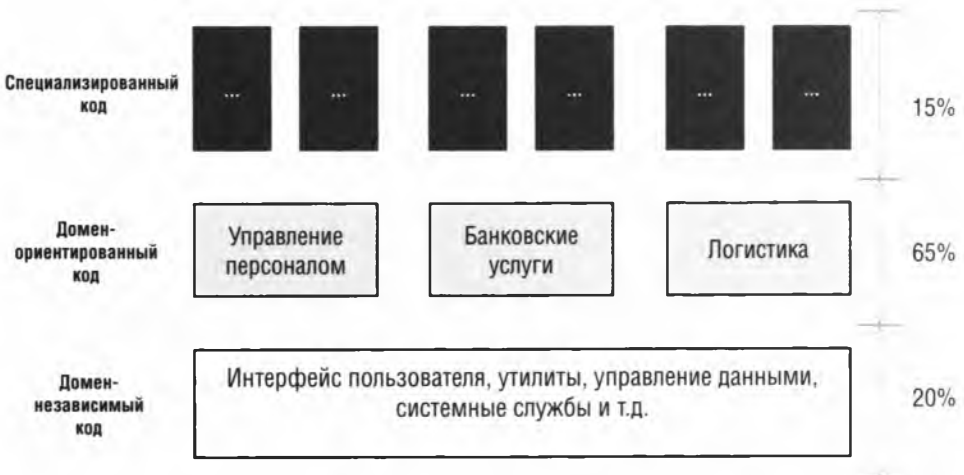 Специализированный
код
...
...
...
...
...
...
15%
Домен-
ориентированный
код
Управление
персоналом
Банковские
услуги
Логистика
65%
Домен-
независимый
код
Интерфейс пользователя, утилиты, управление данными,
системные службы и т.д.
20%